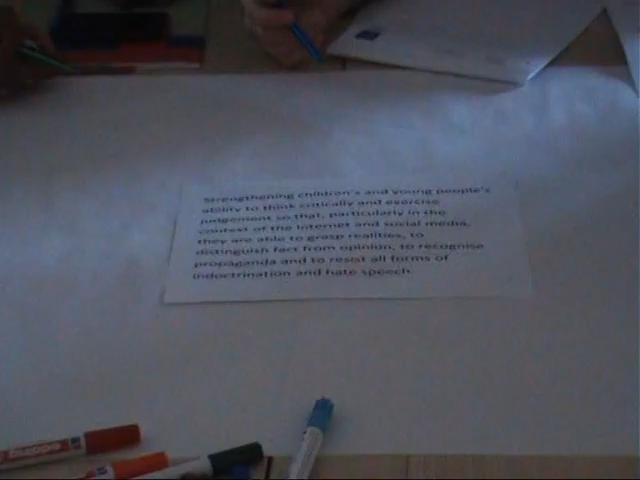 Strengthening children's and young people's
ability to think critically and exercise
judgement so that, particularly in the
context of the Internet and social media,
they are able to grasp realities, to
distinguish fact from opinion, to recognise
propaganda and to resist all forms of
indoctrination and hate speech
edding